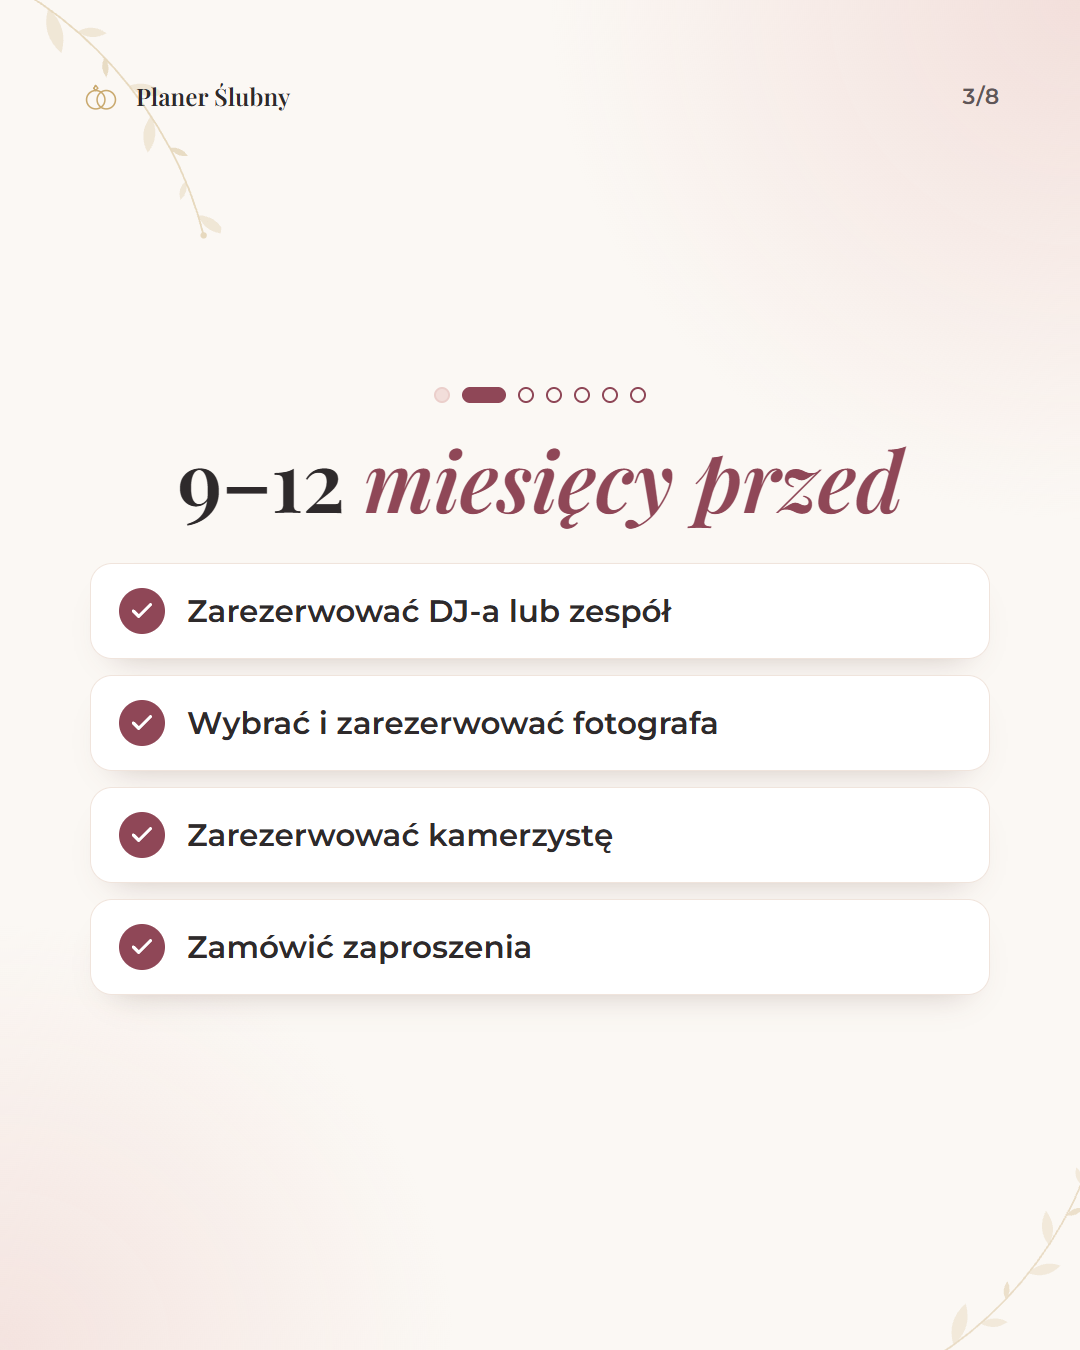 Planer Ślubny
3/8
9–12 miesięcy przed
Zarezerwować DJ-a lub zespół
Wybrać i zarezerwować fotografa
Zarezerwować kamerzystę
Zamówić zaproszenia